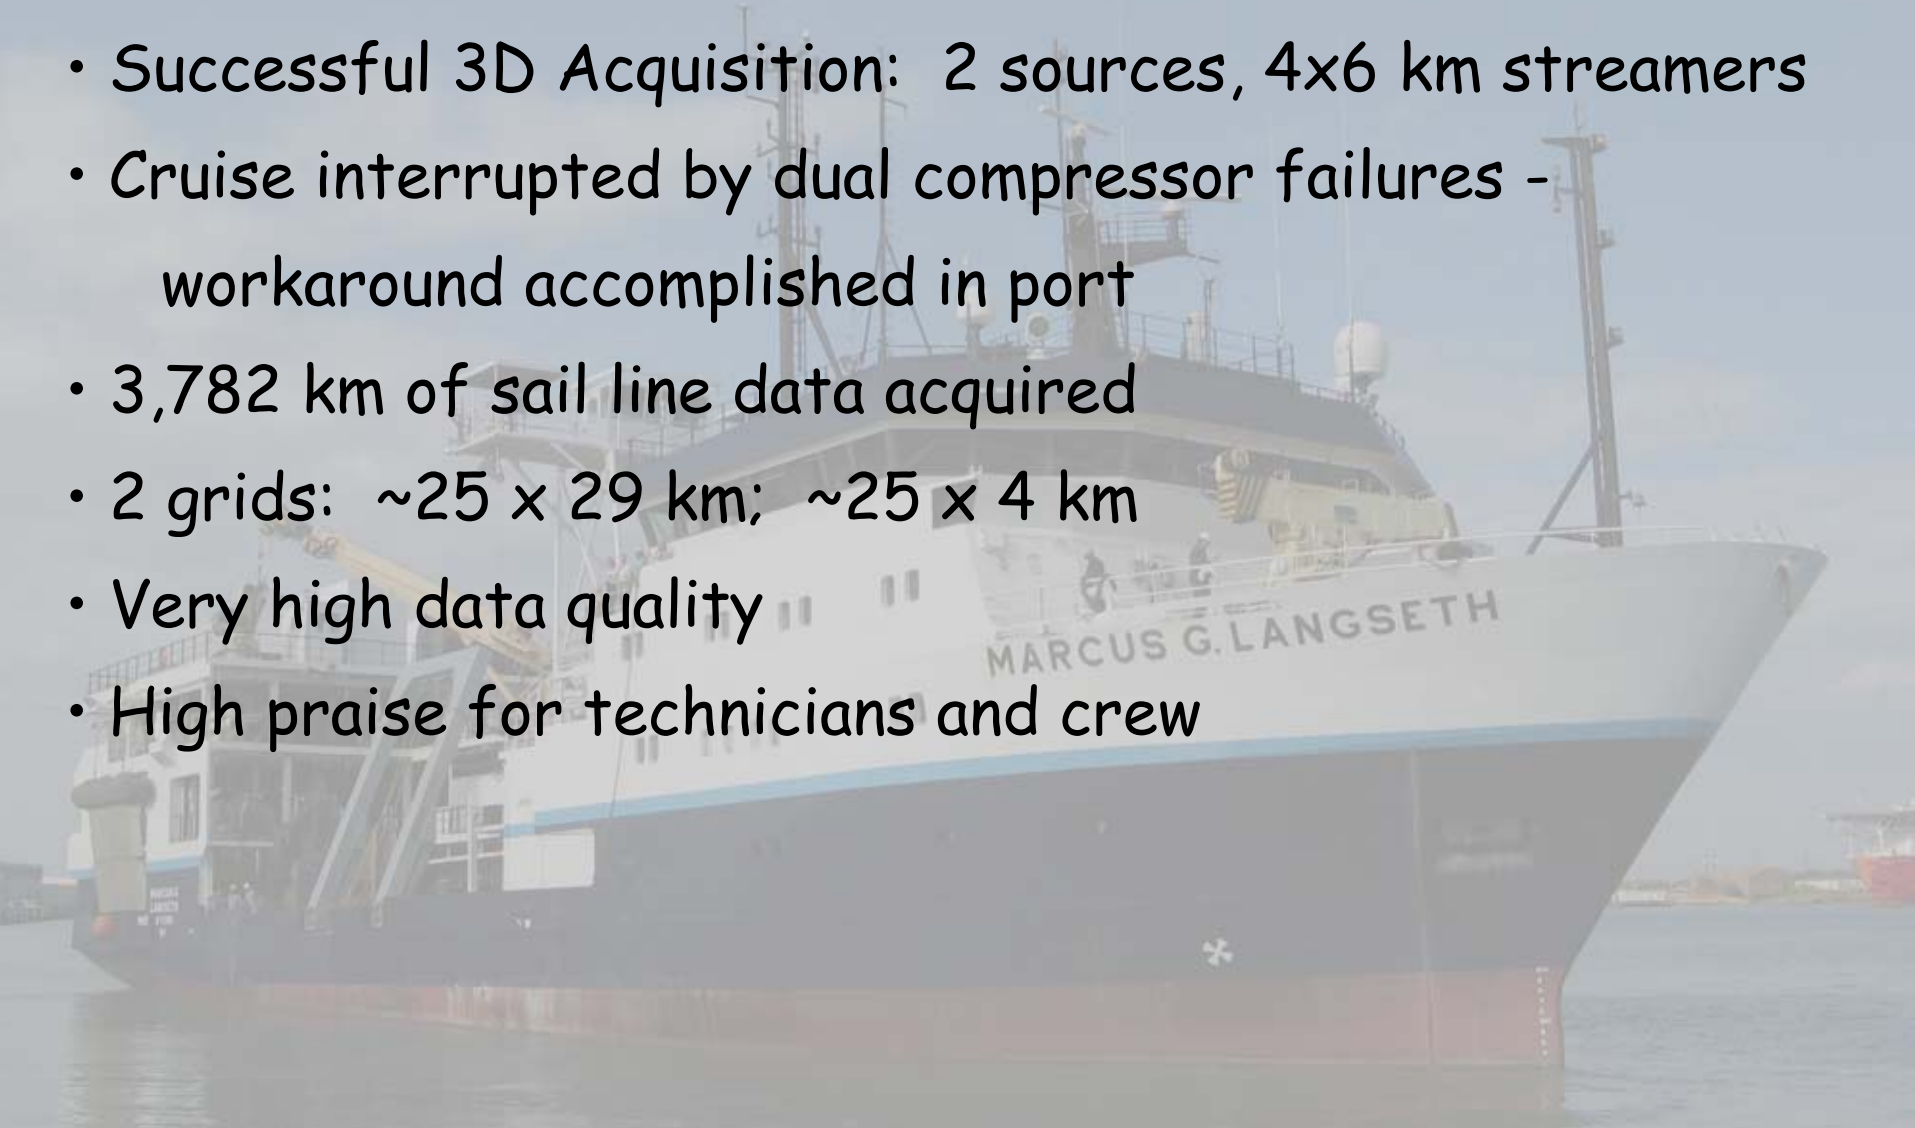 • Successful 3D Acquisition: 2 sources, 4x6 km streamers
• Cruise interrupted by dual compressor failures -
workaround accomplished in port
• 3,782 km of sail line data acquired
• 2 grids: ~25 x 29 km; ~25 x 4 km
• Very high data quality
MARCUS G. LANGSETH
• High praise for technicians and crew